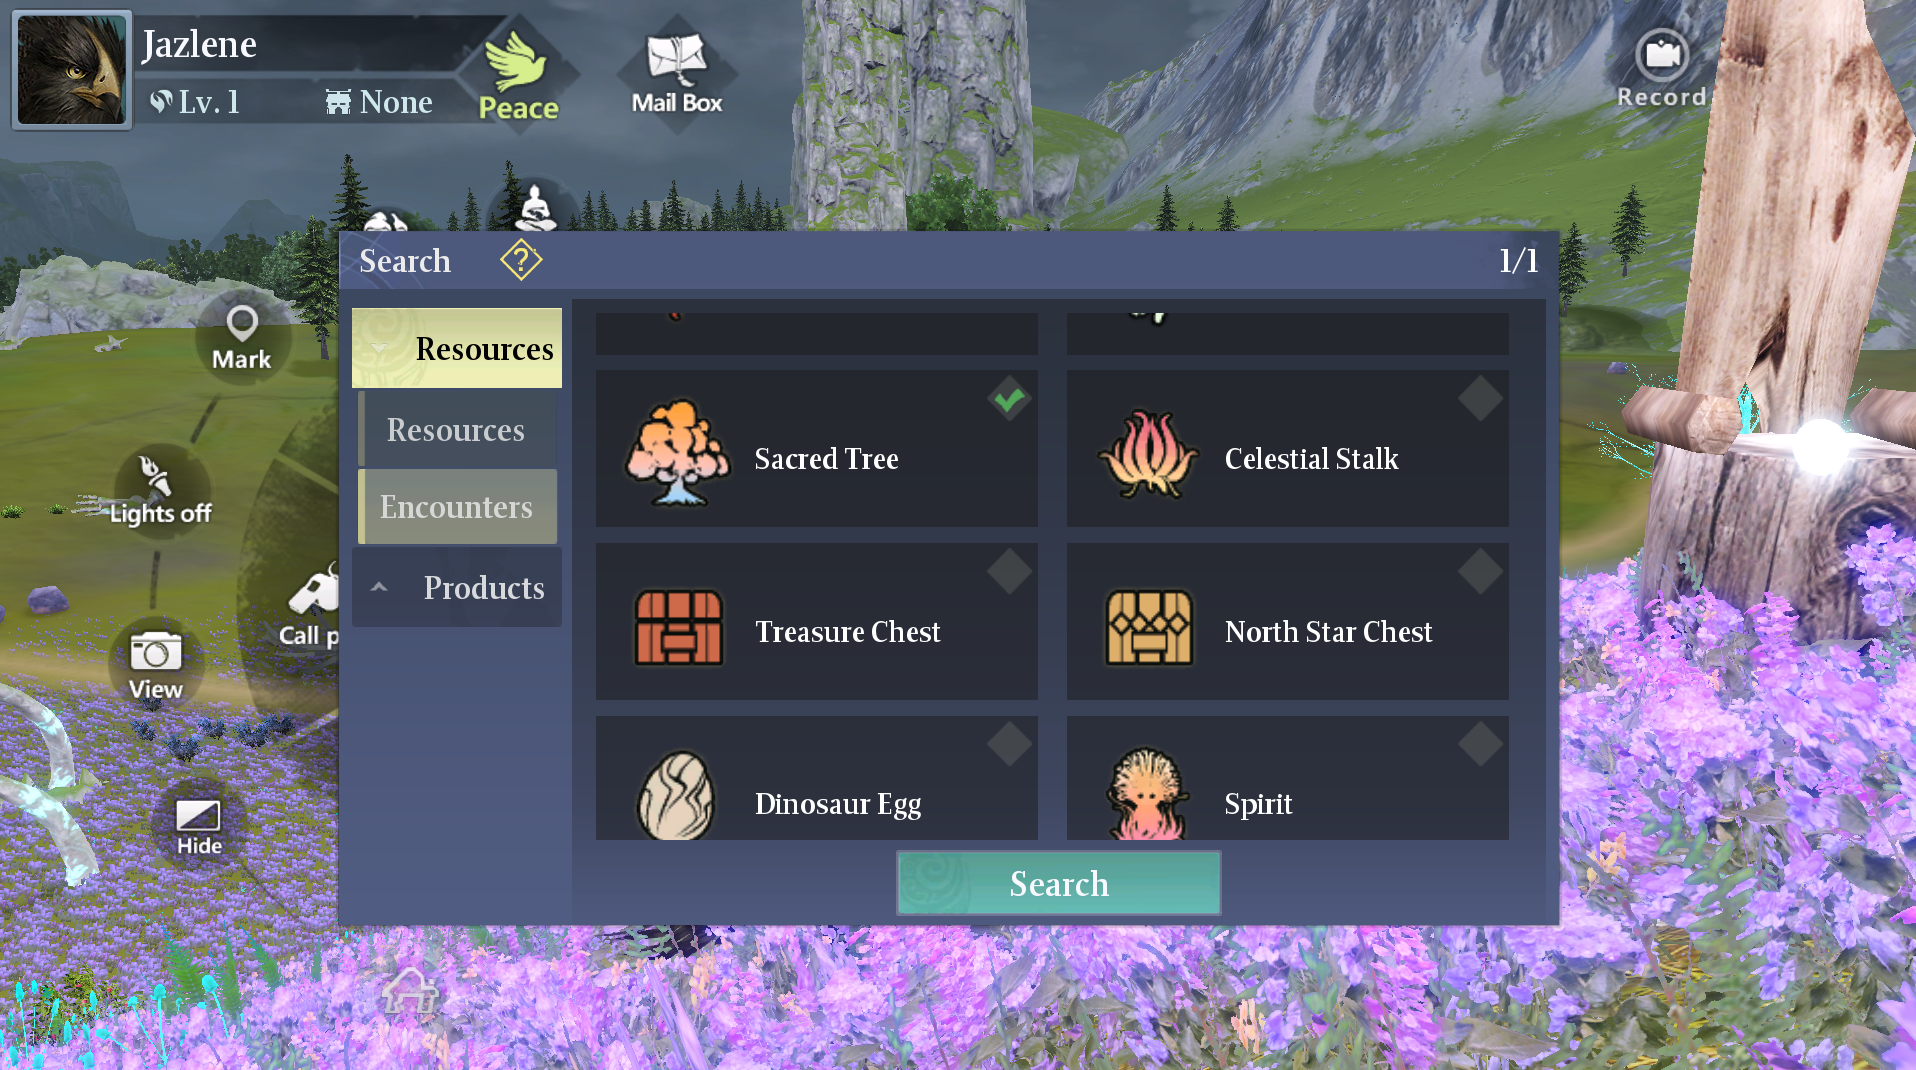 Jazlene
Lv. 1
None
Peace
Mail Box
Record
Search
?
1/1
Mark
Lights off
Call p
View
Hide
Resources
Resources
Encounters
Products
Sacred Tree
Celestial Stalk
Treasure Chest
North Star Chest
Dinosaur Egg
Spirit
Search